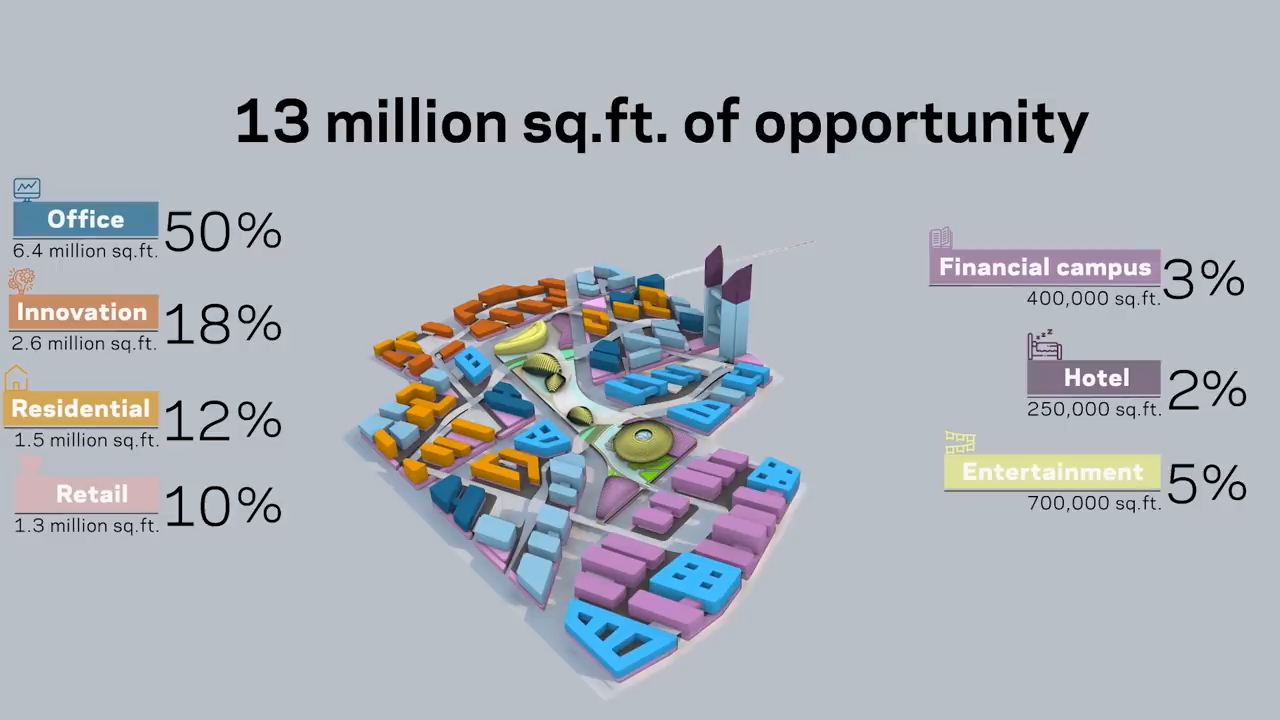 13 million sq.ft. of opportunity
Office
50%
6.4 million sq.ft.
Innovation
18%
2.6 million sq.ft.
Residential
12%
1.5 million sq.ft.
Retail
10%
1.3 million sq.ft.
Financial campus
3%
400,000 sq.ft.
Hotel
2%
250,000 sq.ft.
Entertainment
5%
700,000 sq.ft.